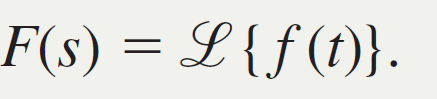 F(s) = ℒ{f(t)}.